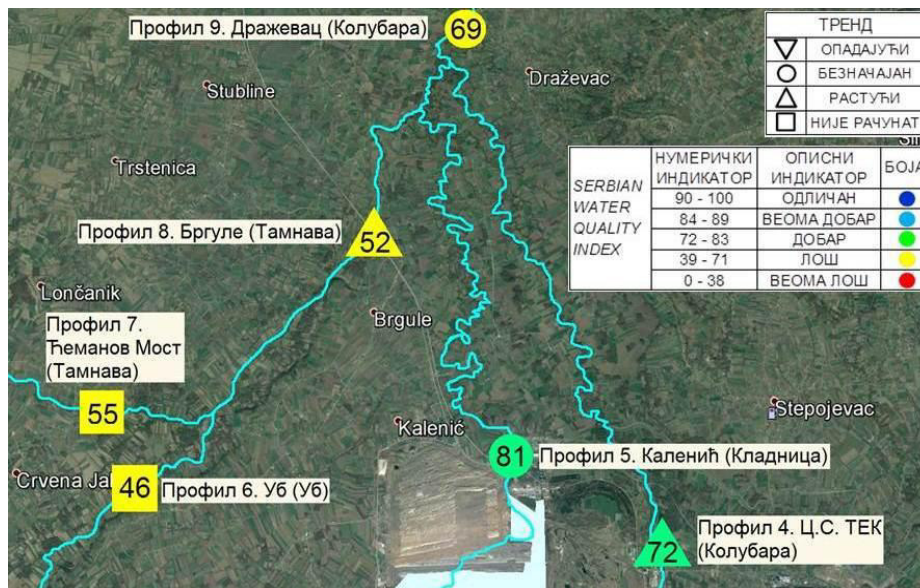 Профил 9. Дражевац (Колубара)
69
Stubline
Draževac
Trstenica
Профил 8. Бргуле (Тамнава)
52
Lončanik
Brgule
Профил 7.
Ћеманов Мост
(Тамнава)
55
Kalenić
Stepojevac
81
Профил 5. Каленић (Кладница)
Crvena Ja
46
Профил 6. Уб (Уб)
72
Профил 4. Ц.С. ТЕК
(Колубара)
ТРЕНД
ОПАДАЈУЋИ
БЕЗНАЧАЈАН
РАСТУЋИ
НИЈЕ РАЧУНАТ
SERBIAN
WATER
QUALITY
INDEX
НУМЕРИЧКИ ИНДИКАТОР
ОПИСНИ ИНДИКАТОР
БОЈА
90 - 100 ОДЛИЧАН
84 - 89 ВЕОМА ДОБАР
72 - 83 ДОБАР
39 - 71 ЛОШ
0 - 38 ВЕОМА ЛОШ